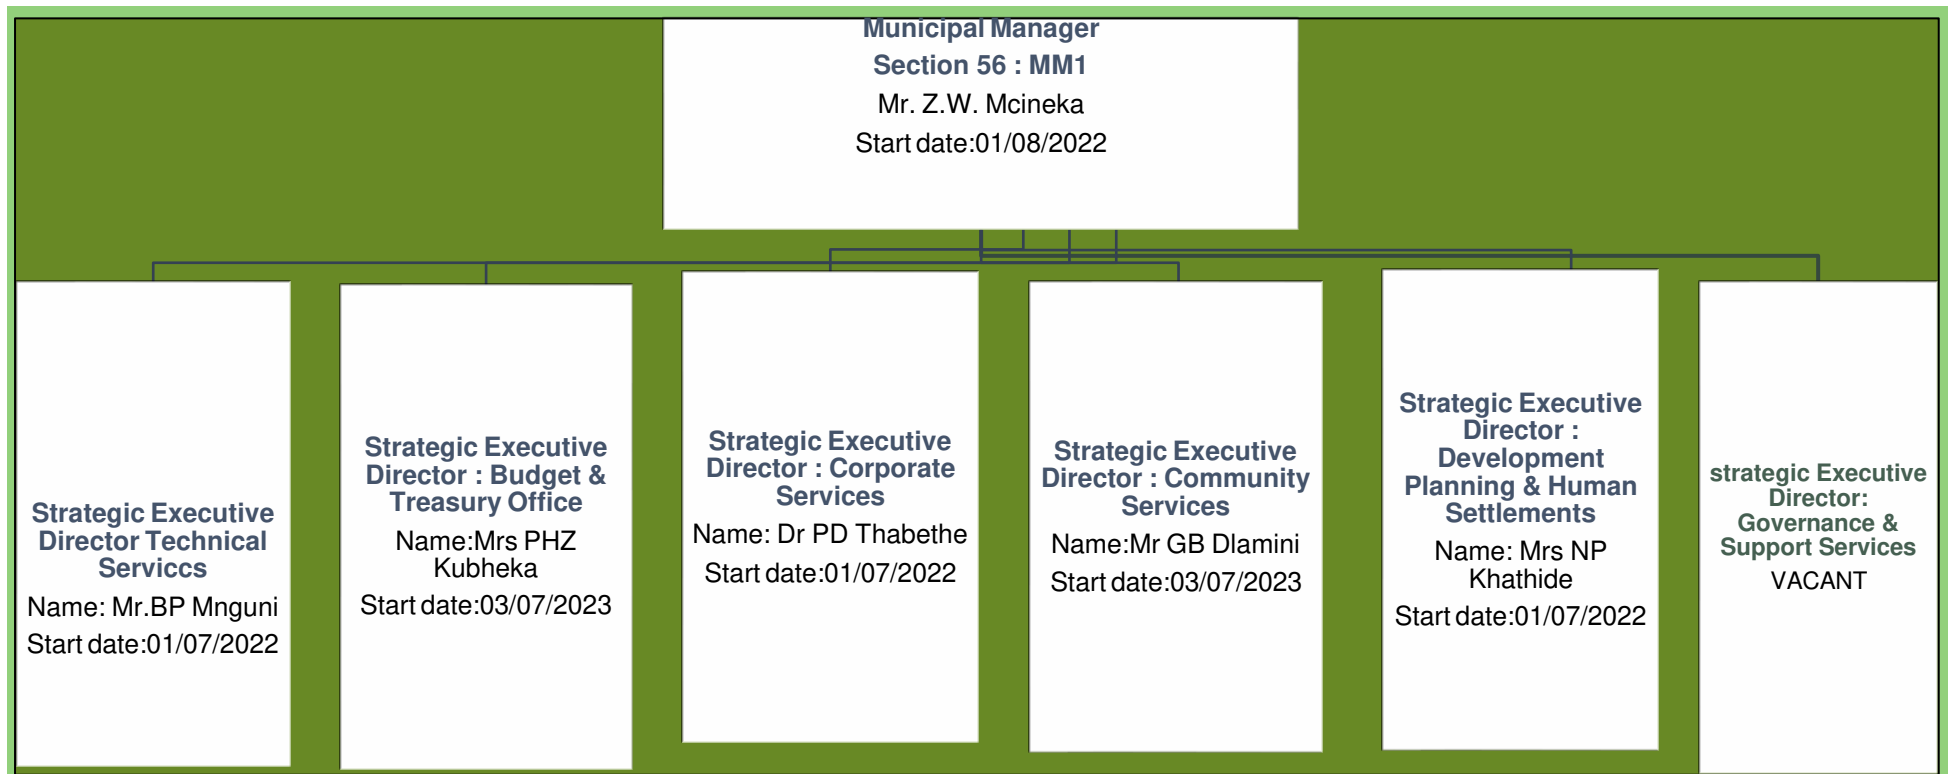 Municipal Manager
Section 56 : MM1
Mr. Z.W. Mcineka
Start date:01/08/2022
Strategic Executive
Director Technical
Serviccs
Name: Mr.BP Mnguni
Start date:01/07/2022
Strategic Executive
Director : Budget &
Treasury Office
Name:Mrs PHZ
Kubheka
Start date:03/07/2023
Strategic Executive
Director : Corporate
Services
Name: Dr PD Thabethe
Start date:01/07/2022
Strategic Executive
Director : Community
Services
Name:Mr GB Dlamini
Start date:03/07/2023
Strategic Executive
Director :
Development
Planning & Human
Settlements
Name: Mrs NP
Khathide
Start date:01/07/2022
strategic Executive
Director:
Governance &
Support Services
VACANT